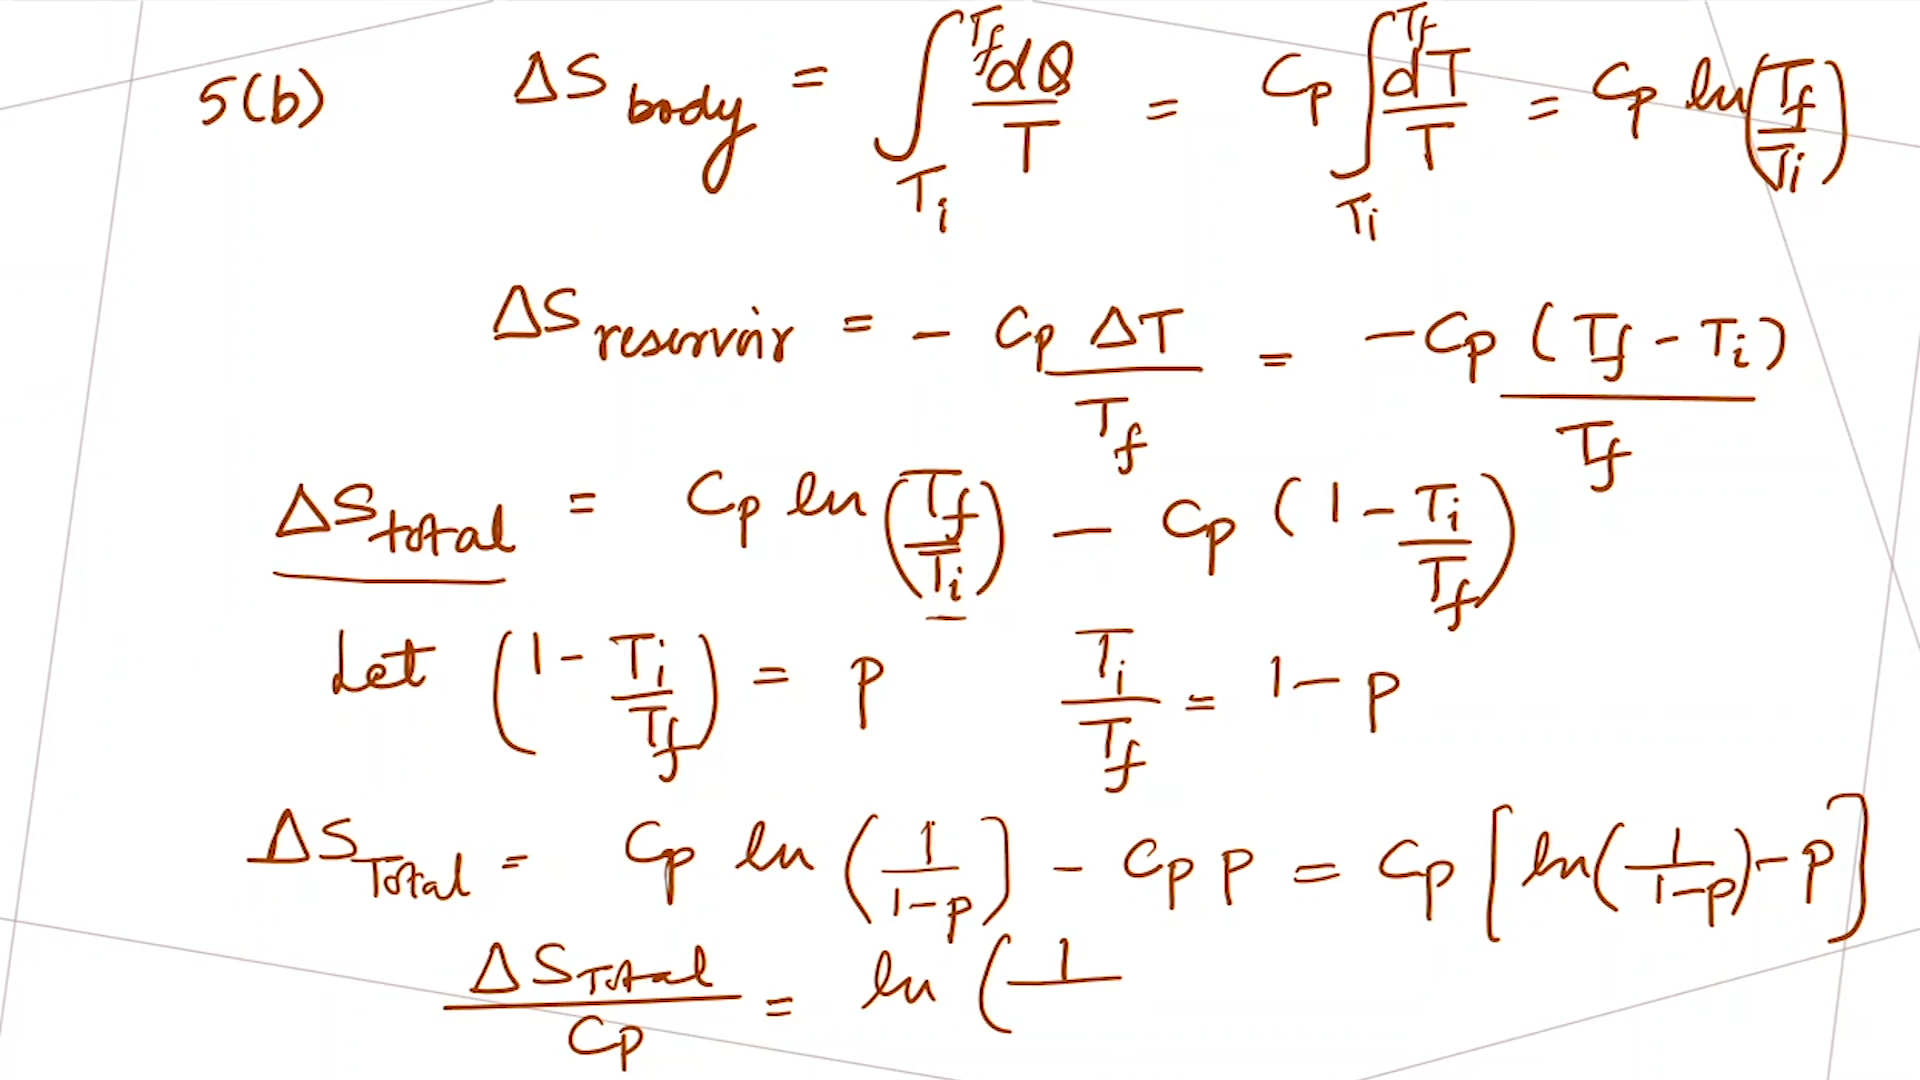 5(b) ΔS body = ∫_{Ti}^{Tf} dQ/T = Cp ∫_{Ti}^{Tf} dT/T = Cp ln(Tf/Ti)
ΔS reservoir = - Cp ΔT/Tf = -Cp (Tf - Ti)/Tf
ΔS total = Cp ln (Tf/Ti) - Cp (1 - Ti/Tf)
Let (1 - Ti/Tf) = p Ti/Tf = 1 - p
ΔS Total = Cp ln (1/(1-p)) - Cp p = Cp [ln(1/(1-p)) - p]
ΔS Total/Cp = ln (1